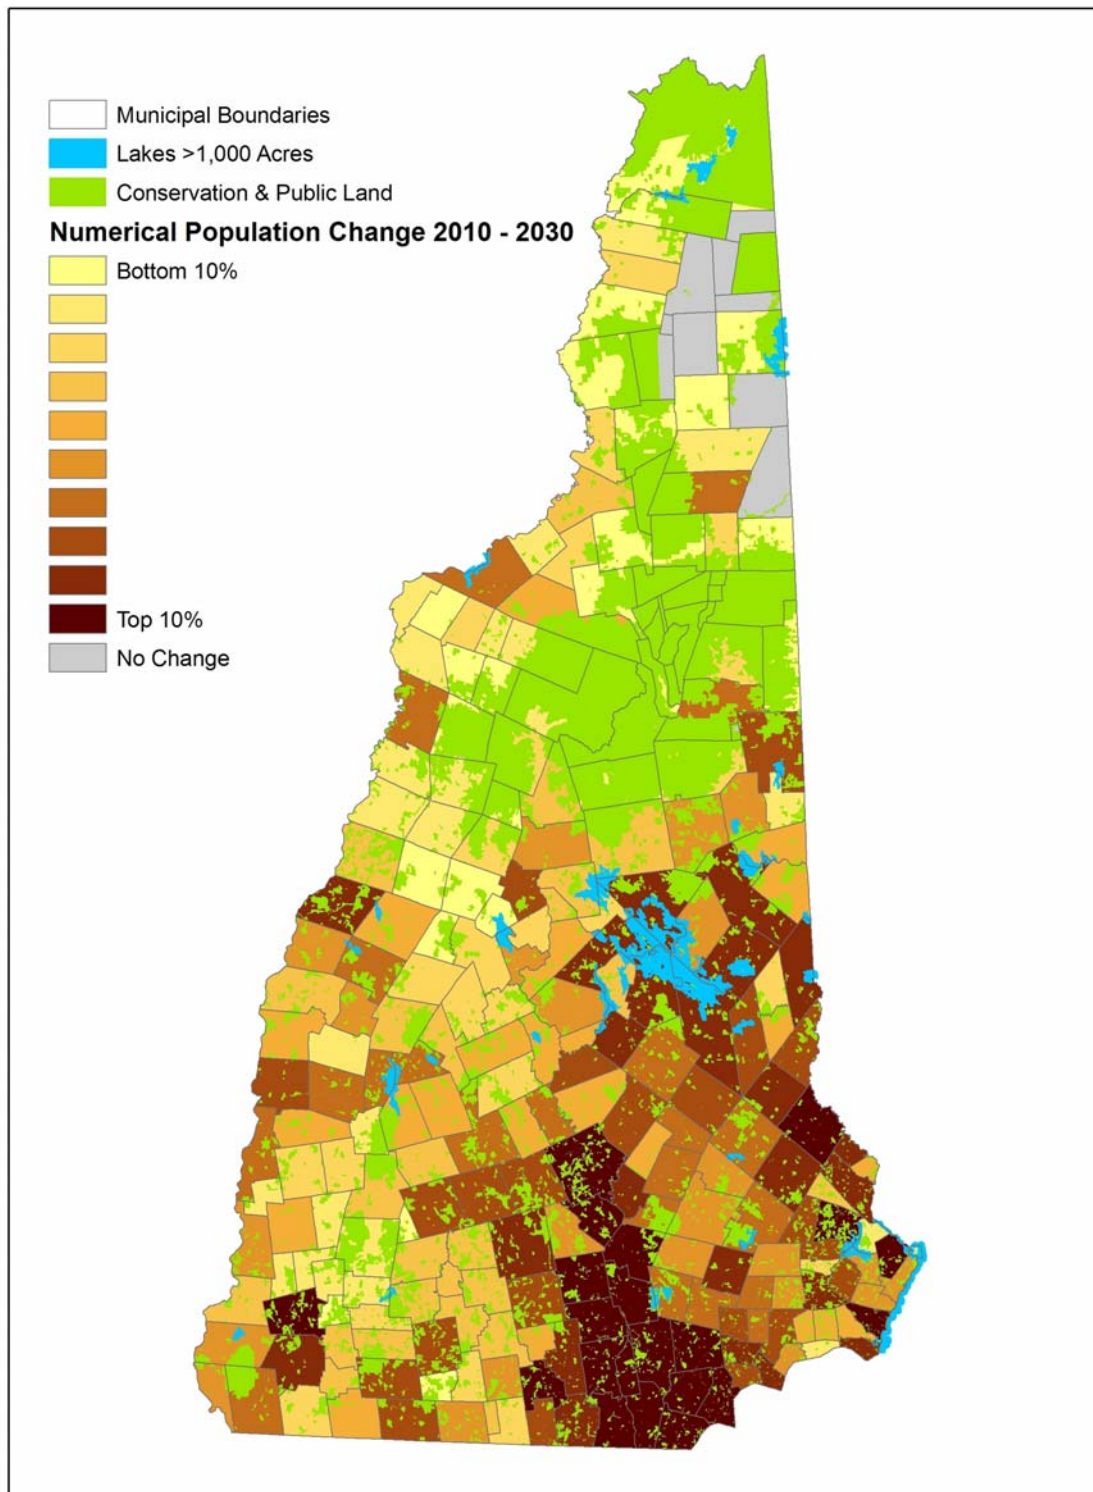 Municipal Boundaries
Lakes >1,000 Acres
Conservation & Public Land
Numerical Population Change 2010 - 2030
Bottom 10%
Top 10%
No Change